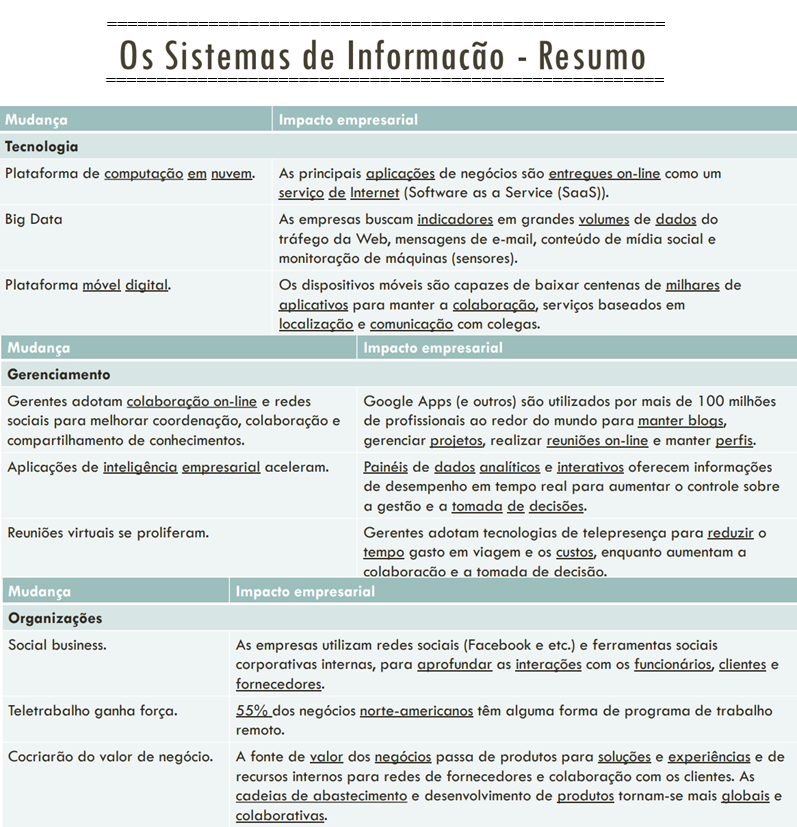 Os Sistemas de Informacão - Resumo
Mudança Impacto empresarial
Tecnologia
Plataforma de computação em nuvem. As principais aplicações de negócios são entregues on-line como um
serviço de Internet (Software as a Service (SaaS)).
Big Data As empresas buscam indicadores em grandes volumes de dados do
tráfego da Web, mensagens de e-mail, conteúdo de mídia social e
monitoração de máquinas (sensores).
Plataforma móvel digital. Os dispositivos móveis são capazes de baixar centenas de milhares de
aplicativos para manter a colaboração, serviços baseados em
localização e comunicação com colegas.
Mudança Impacto empresarial
Gerenciamento
Gerentes adotam colaboração on-line e redes
sociais para melhorar coordenação, colaboração e
compartilhamento de conhecimentos.
Google Apps (e outros) são utilizados por mais de 100 milhões
de profissionais ao redor do mundo para manter blogs,
gerenciar projetos, realizar reuniões on-line e manter perfis.
Aplicações de inteligência empresarial aceleram. Painéis de dados analíticos e interativos oferecem informações
de desempenho em tempo real para aumentar o controle sobre
a gestão e a tomada de decisões.
Reuniões virtuais se proliferam. Gerentes adotam tecnologias de telepresença para reduzir o
tempo gasto em viagem e os custos, enquanto aumentam a
colaboração e a tomada de decisão.
Mudança Impacto empresarial
Organizações
Social business. As empresas utilizam redes sociais (Facebook e etc.) e ferramentas sociais
corporativas internas, para aprofundar as interações com os funcionários, clientes e
fornecedores.
Teletrabalho ganha força. 55% dos negócios norte-americanos têm alguma forma de programa de trabalho
remoto.
Cocriarão do valor de negócio. A fonte de valor dos negócios passa de produtos para soluções e experiências e de
recursos internos para redes de fornecedores e colaboração com os clientes. As
cadeias de abastecimento e desenvolvimento de produtos tornam-se mais globais e
colaborativas.